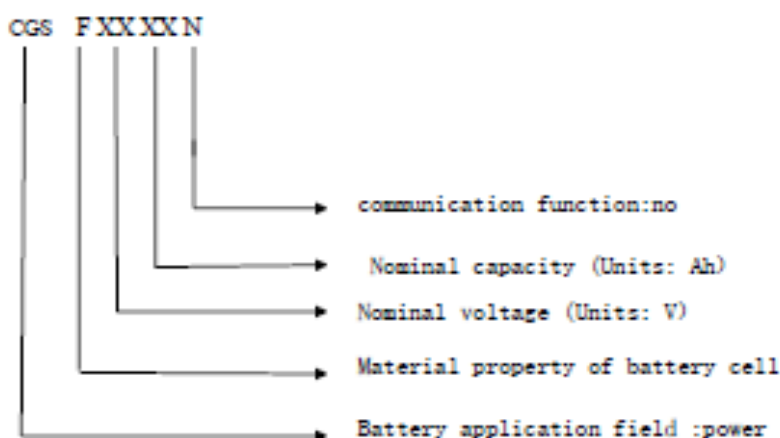 CGS F XX XX N
communication function:no
Nominal capacity (Units: Ah)
Nominal voltage (Units: V)
Material property of battery cell
Battery application field :power